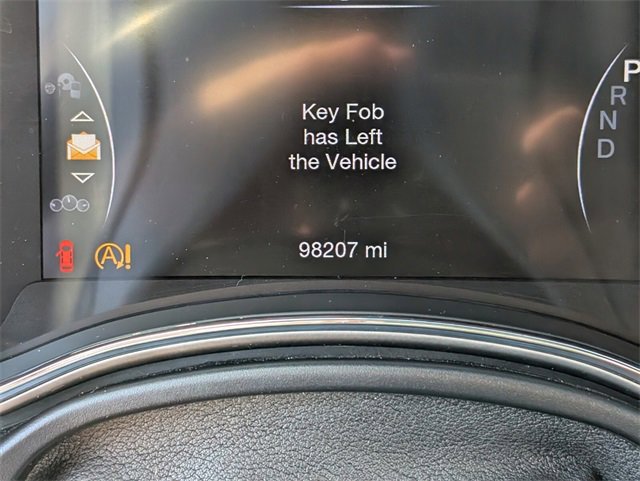 P
R
N
D
Key Fob
has Left
the Vehicle
98207 mi
A!